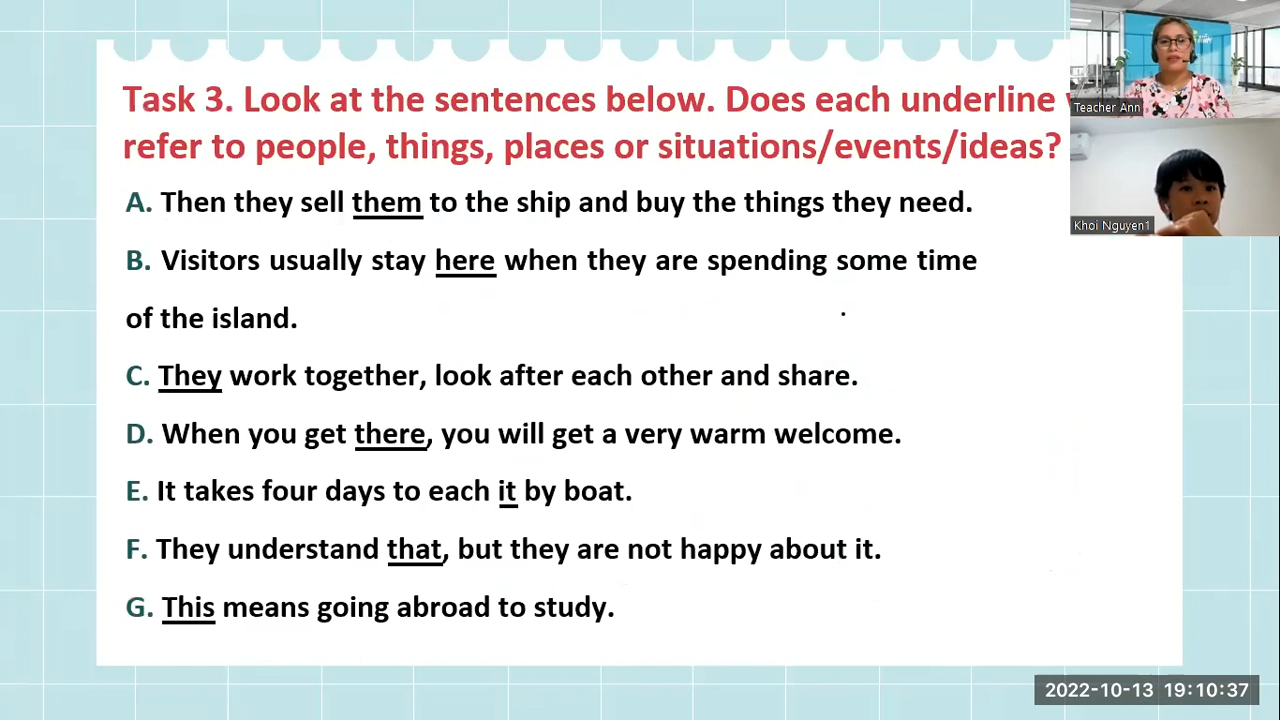 Task 3. Look at the sentences below. Does each underline
refer to people, things, places or situations/events/ideas?
A. Then they sell them to the ship and buy the things they need.
B. Visitors usually stay here when they are spending some time
of the island.
C. They work together, look after each other and share.
D. When you get there, you will get a very warm welcome.
E. It takes four days to each it by boat.
F. They understand that, but they are not happy about it.
G. This means going abroad to study.
Teacher Ann
Khoi Nguyen1
2022-10-13 19:10:37